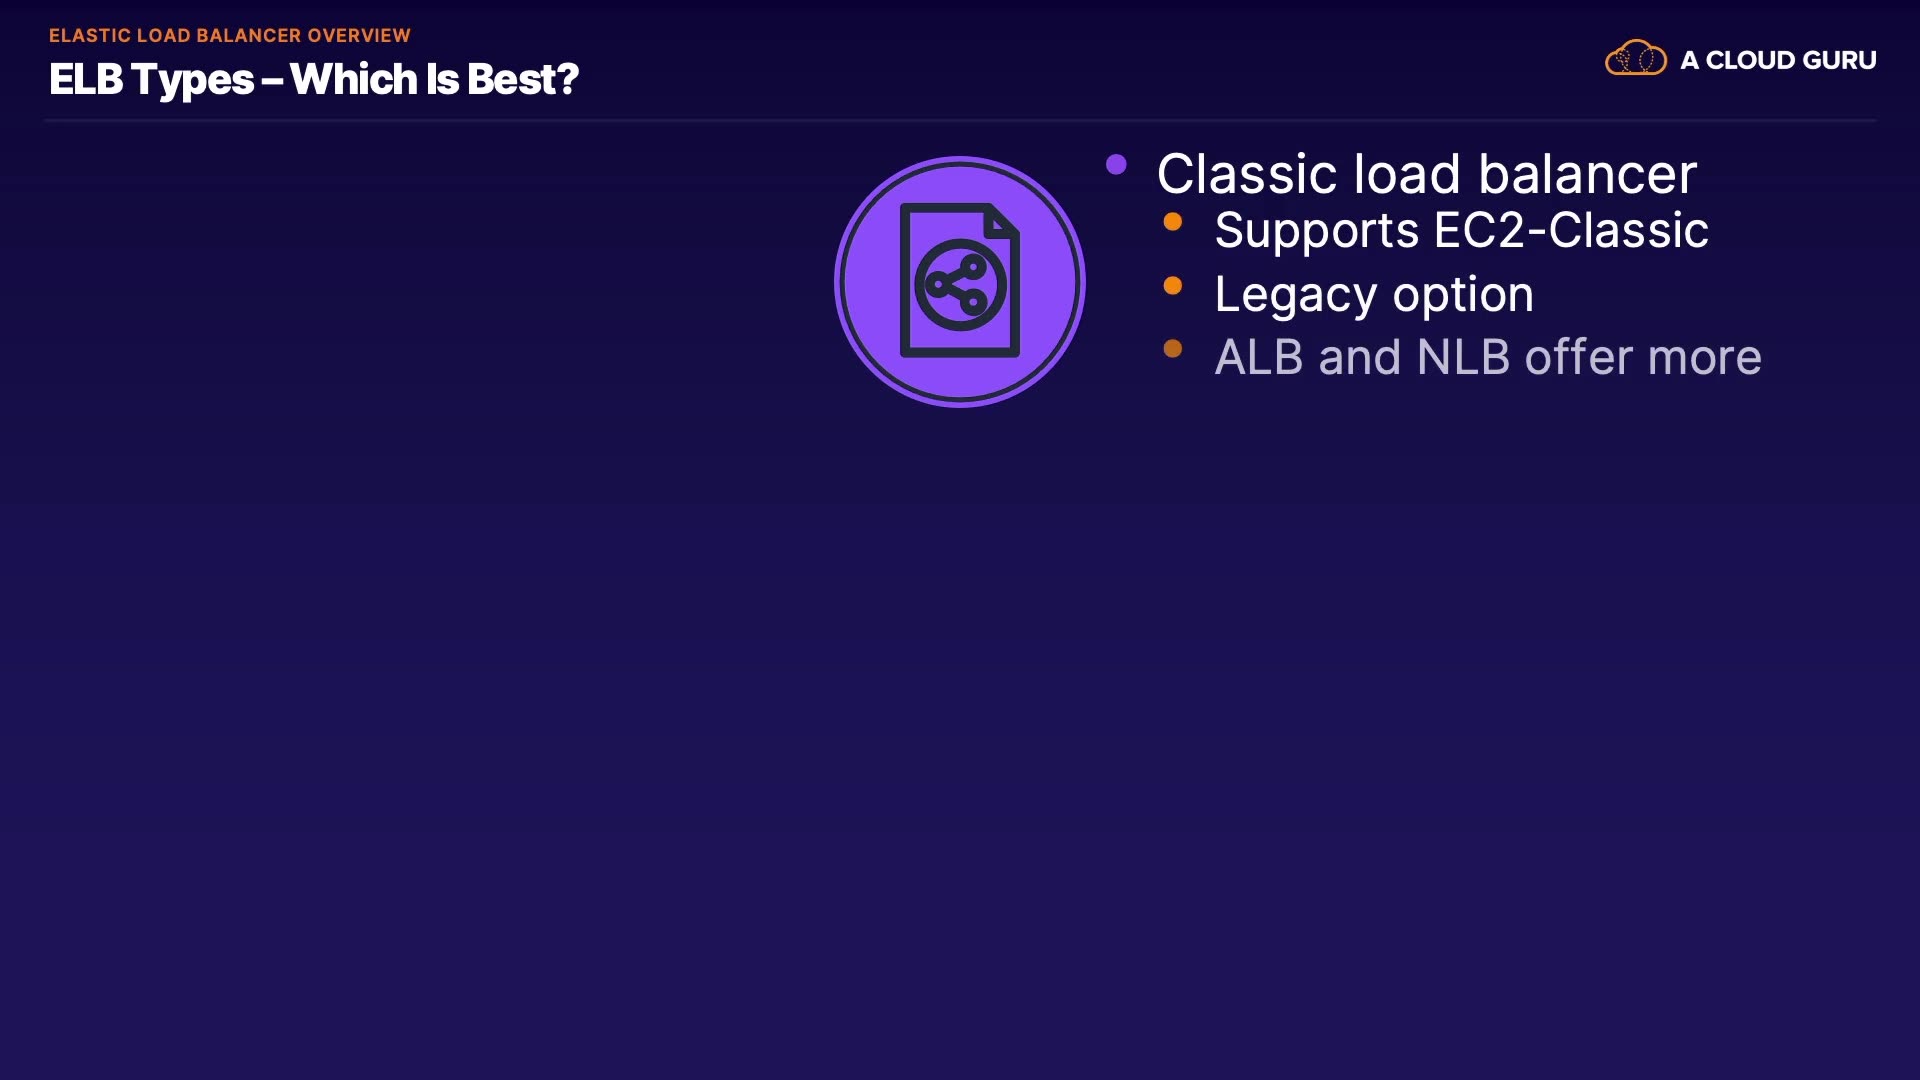 ELASTIC LOAD BALANCER OVERVIEW
ELB Types – Which Is Best?
A CLOUD GURU
Classic load balancer
Supports EC2-Classic
Legacy option
ALB and NLB offer more